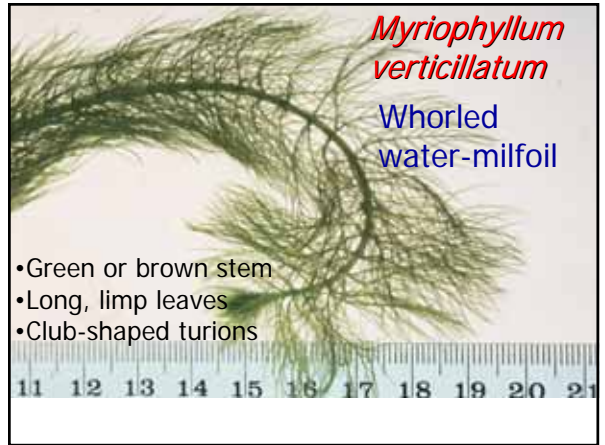 Myriophyllum
verticillatum
Whorled
water-milfoil
•Green or brown stem
•Long, limp leaves
•Club-shaped turions
11 12 13 14 15 16 17 18 19 20 21